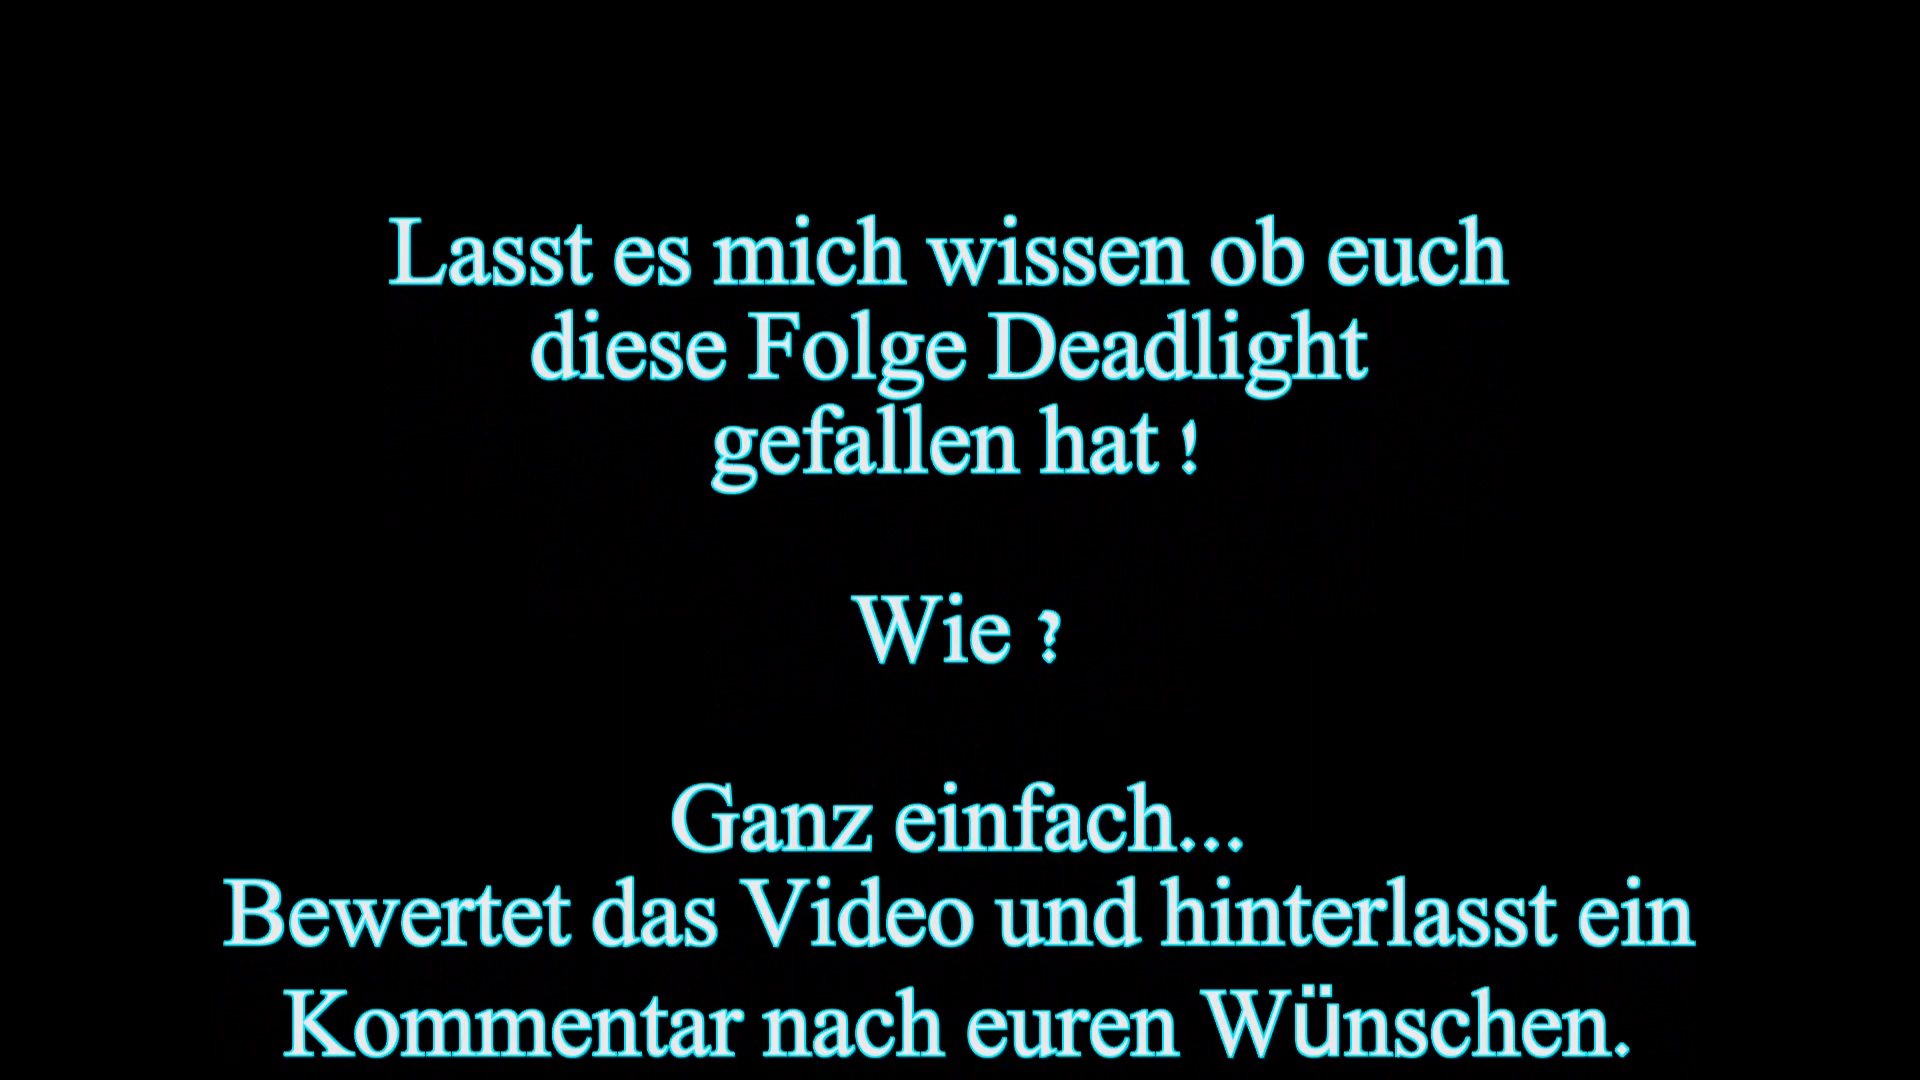 Lasst es mich wissen ob euch
diese Folge Deadlight
gefallen hat !
Wie ?
Ganz einfach...
Bewertet das Video und hinterlasst ein
Kommentar nach euren Wünschen.